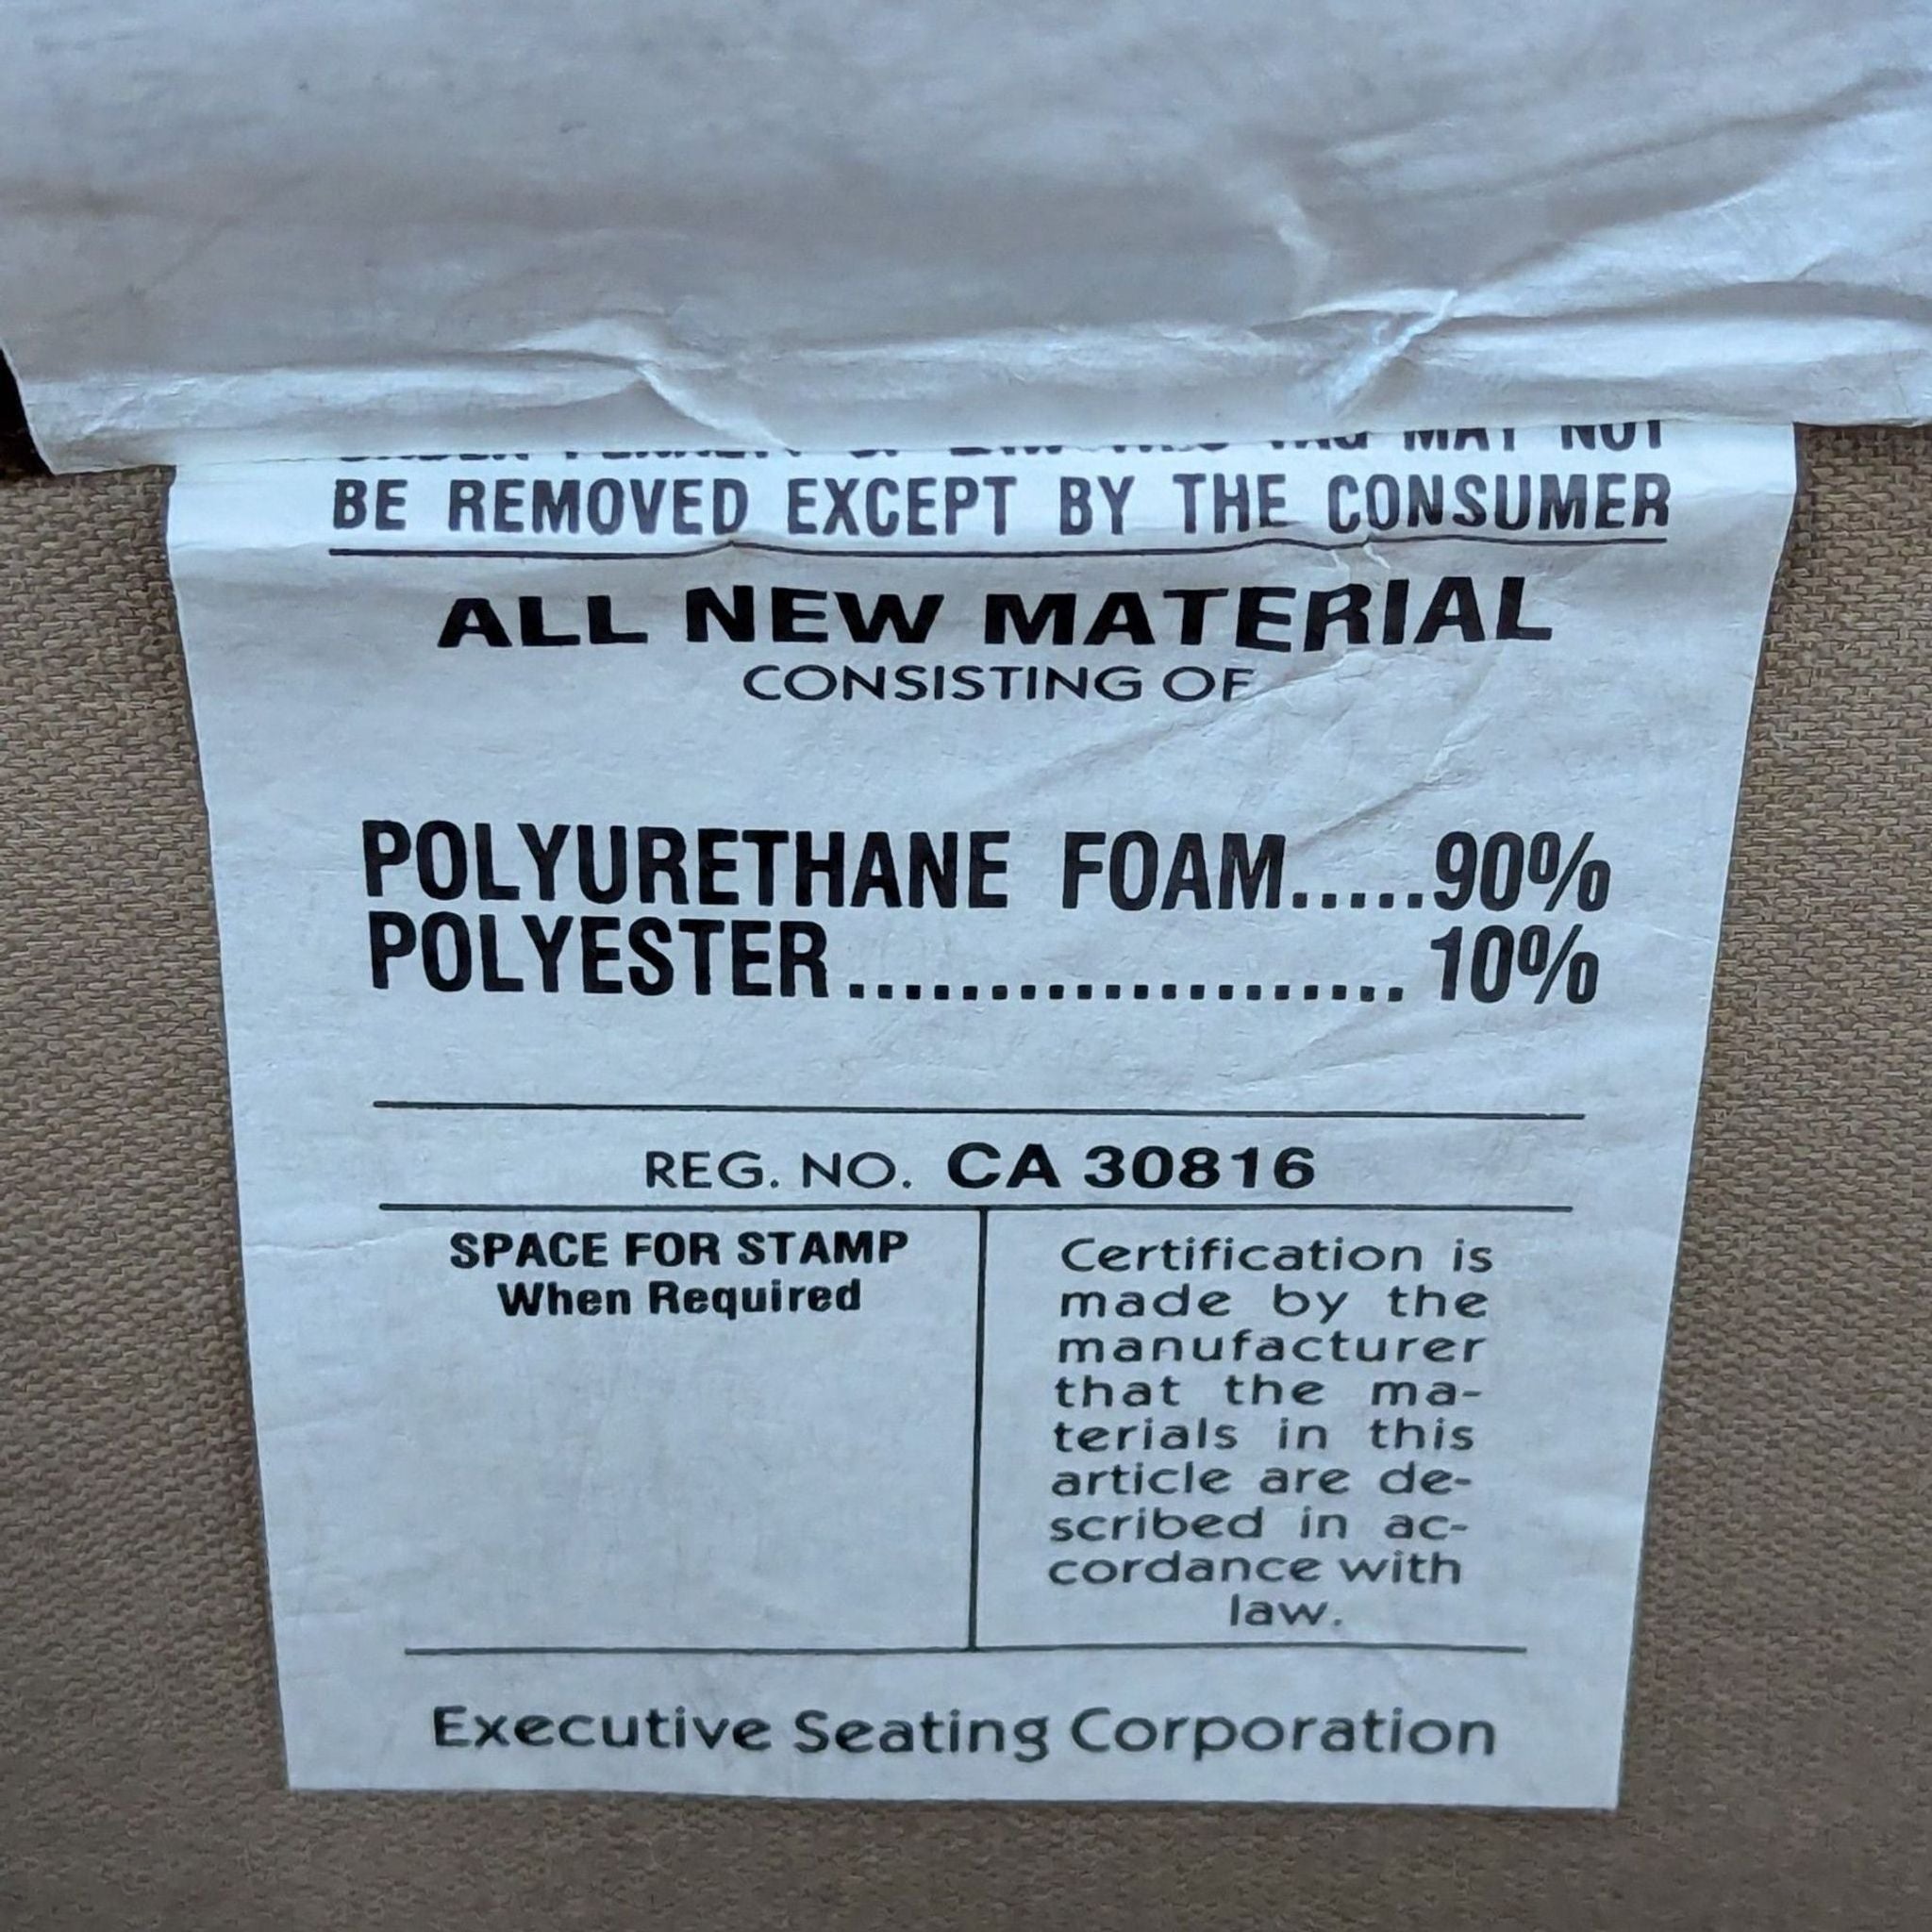 MAY NOT
BE REMOVED EXCEPT BY THE CONSUMER
ALL NEW MATERIAL
CONSISTING OF
POLYURETHANE FOAM.....90%
POLYESTER.................... 10%
REG. NO. CA 30816
SPACE FOR STAMP
When Required
Certification is
made by the
manufacturer
that the ma-
terials in this
article are de-
scribed in ac-
cordance with
law.
Executive Seating Corporation